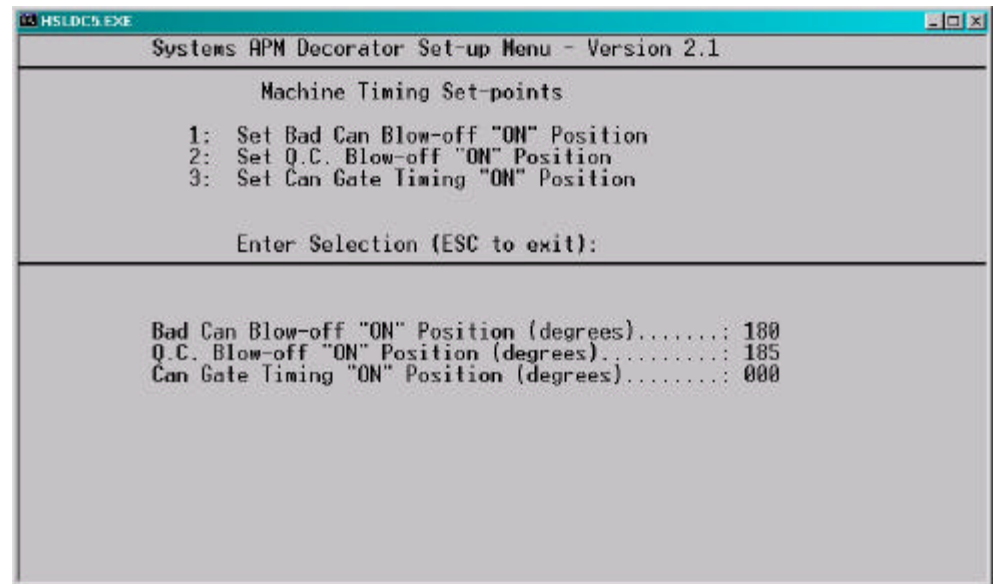 HSLDC5.EXE
Systems APM Decorator Set-up Menu - Version 2.1
Machine Timing Set-points
1: Set Bad Can Blow-off "ON" Position
2: Set Q.C. Blow-off "ON" Position
3: Set Can Gate Timing "ON" Position
Enter Selection (ESC to exit):
Bad Can Blow-off "ON" Position (degrees).......: 180
Q.C. Blow-off "ON" Position (degrees)..........: 185
Can Gate Timing "ON" Position (degrees)........: 000